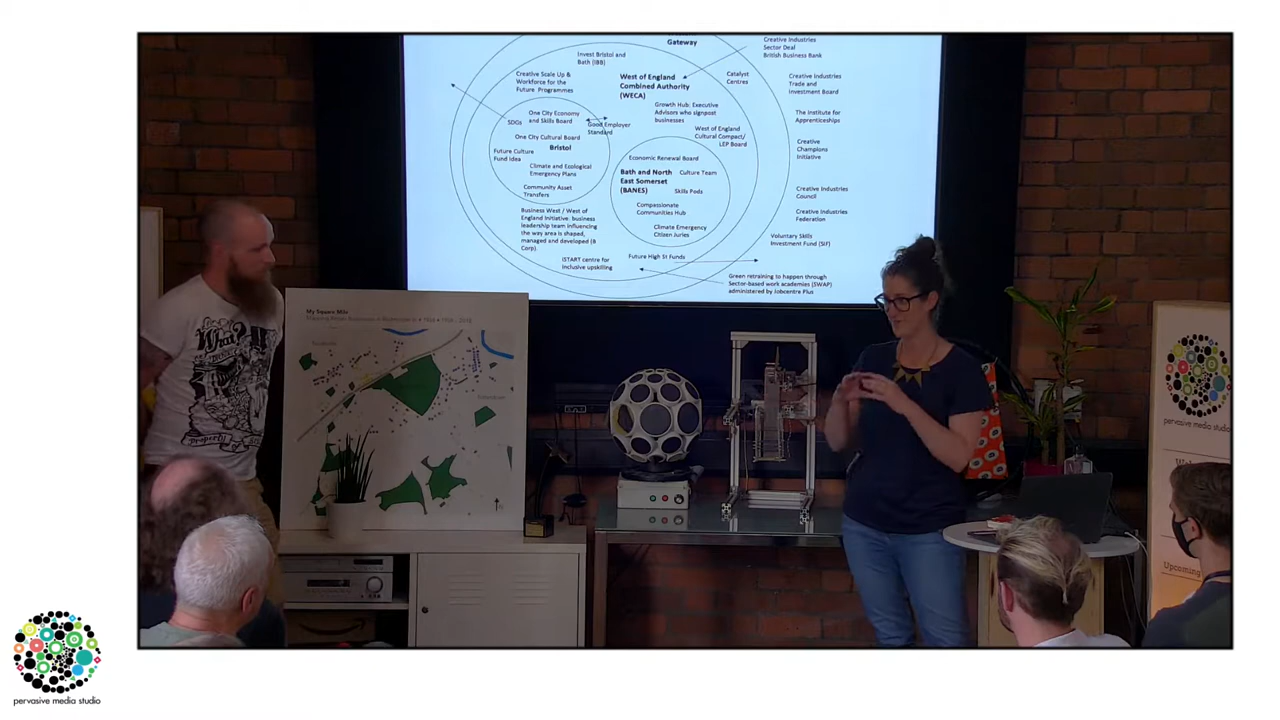 Gateway
Creative Industries
Sector Deal
British Business Bank
Invest Bristol and
Bath (IBB)
Creative Scale Up &
Workforce for the
Future Programmes
West of England
Combined Authority
(WECA)
Catalyst
Centres
Creative Industries
Trade and
Investment Board
Growth Hub: Executive
Advisors who signpost
businesses
The Institute for
Apprenticeships
SDGs
One City Economy
and Skills Board
Good Employer
Standard
One City Cultural Board
West of England
Cultural Compact/
LEP Board
Creative
Champions
Initiative
Bristol
Future Culture
Fund Idea
Climate and Ecological
Emergency Plans
Community Asset
Transfers
Economic Renewal Board
Bath and North
East Somerset
(BANES)
Culture Team
Skills Pods
Compassionate
Communities Hub
Climate Emergency
Citizen Juries
Creative Industries
Council
Creative Industries
Federation
Business West / West of
England Initiative: business
leadership team influencing
the way area is shaped,
managed and developed (B
Corp).
Voluntary Skills
Investment Fund (SIF)
ISTART centre for
inclusive upskilling
Future High St Funds
Green retraining to happen through
Sector-based work academies (SWAP)
administered by Jobcentre Plus
My Square Mile
What?
Property
pervasive media studio
Upcoming
pervasive media studio